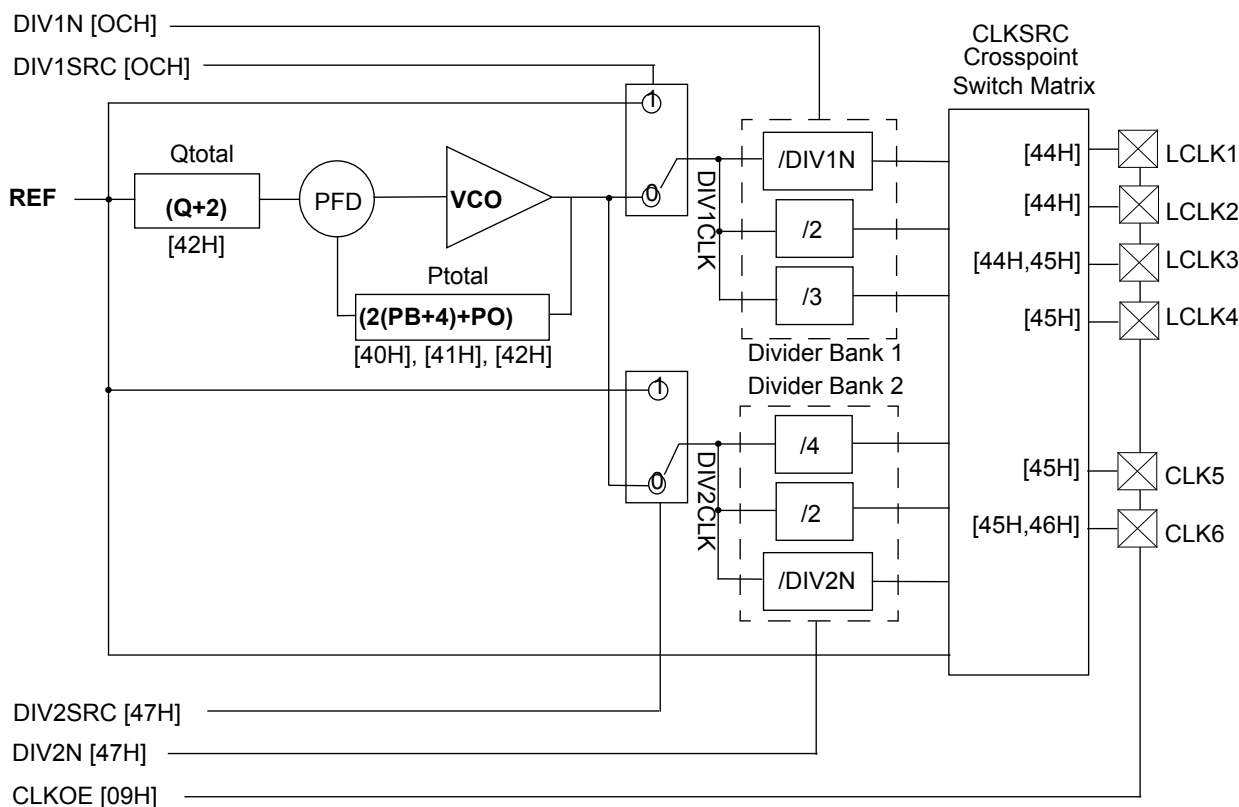 DIV1N [OCH]
DIV1SRC [OCH]
CLKSRC
Crosspoint
Switch Matrix
1
Qtotal
REF
(Q+2)
[42H]
PFD
VCO
0
DIV1CLK
/DIV1N
/2
/3
Divider Bank 1
Ptotal
(2(PB+4)+PO)
[40H], [41H], [42H]
[44H]
LCLK1
[44H]
LCLK2
[44H,45H]
LCLK3
[45H]
LCLK4
Divider Bank 2
1
0
DIV2CLK
/4
/2
/DIV2N
[45H]
CLK5
[45H,46H]
CLK6
DIV2SRC [47H]
DIV2N [47H]
CLKOE [09H]